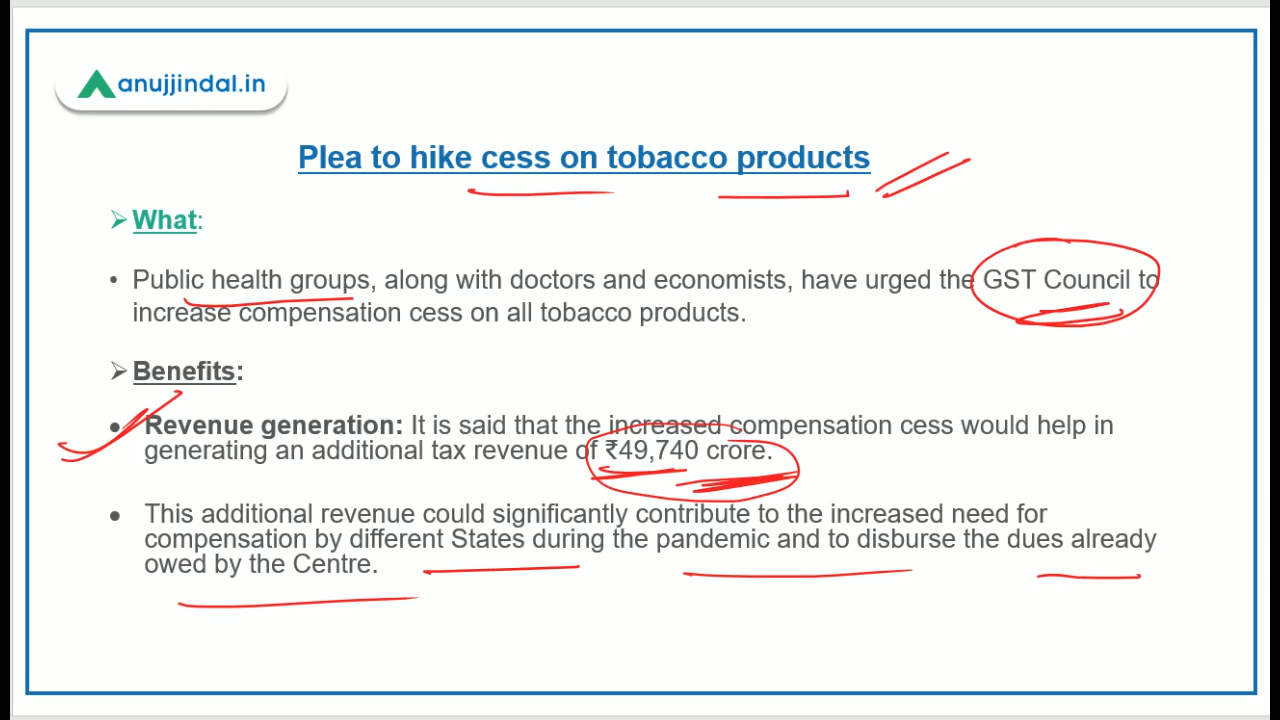 anujjindal.in
Plea to hike cess on tobacco products
What:
• Public health groups, along with doctors and economists, have urged the GST Council to
increase compensation cess on all tobacco products.
Benefits:
● Revenue generation: It is said that the increased compensation cess would help in
generating an additional tax revenue of ₹49,740 crore.
● This additional revenue could significantly contribute to the increased need for
compensation by different States during the pandemic and to disburse the dues already
owed by the Centre.